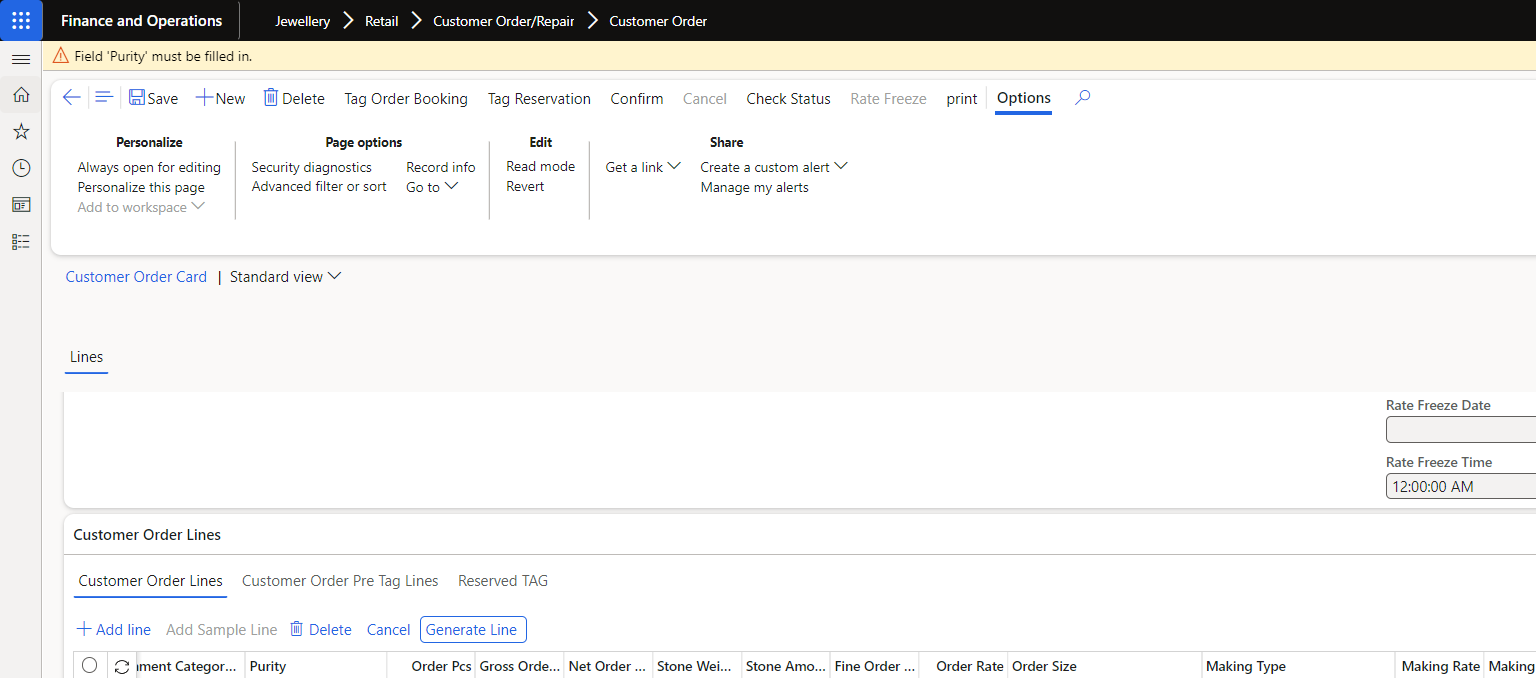 Finance and Operations Jewellery Retail Customer Order/Repair Customer Order
Field 'Purity' must be filled in.
Save New Delete Tag Order Booking Tag Reservation Confirm Cancel Check Status Rate Freeze print Options
Personalize
Always open for editing
Personalize this page
Add to workspace
Page options
Security diagnostics Record info
Advanced filter or sort Go to
Edit
Read mode
Revert
Get a link
Share
Create a custom alert
Manage my alerts
Customer Order Card | Standard view
Lines
Rate Freeze Date
Rate Freeze Time
12:00:00 AM
Customer Order Lines
Customer Order Lines Customer Order Pre Tag Lines Reserved TAG
Add line Add Sample Line Delete Cancel Generate Line
nment Categor... Purity Order Pcs Gross Orde... Net Order ... Stone Wei... Stone Amo... Fine Order ... Order Rate Order Size Making Type Making Rate Making